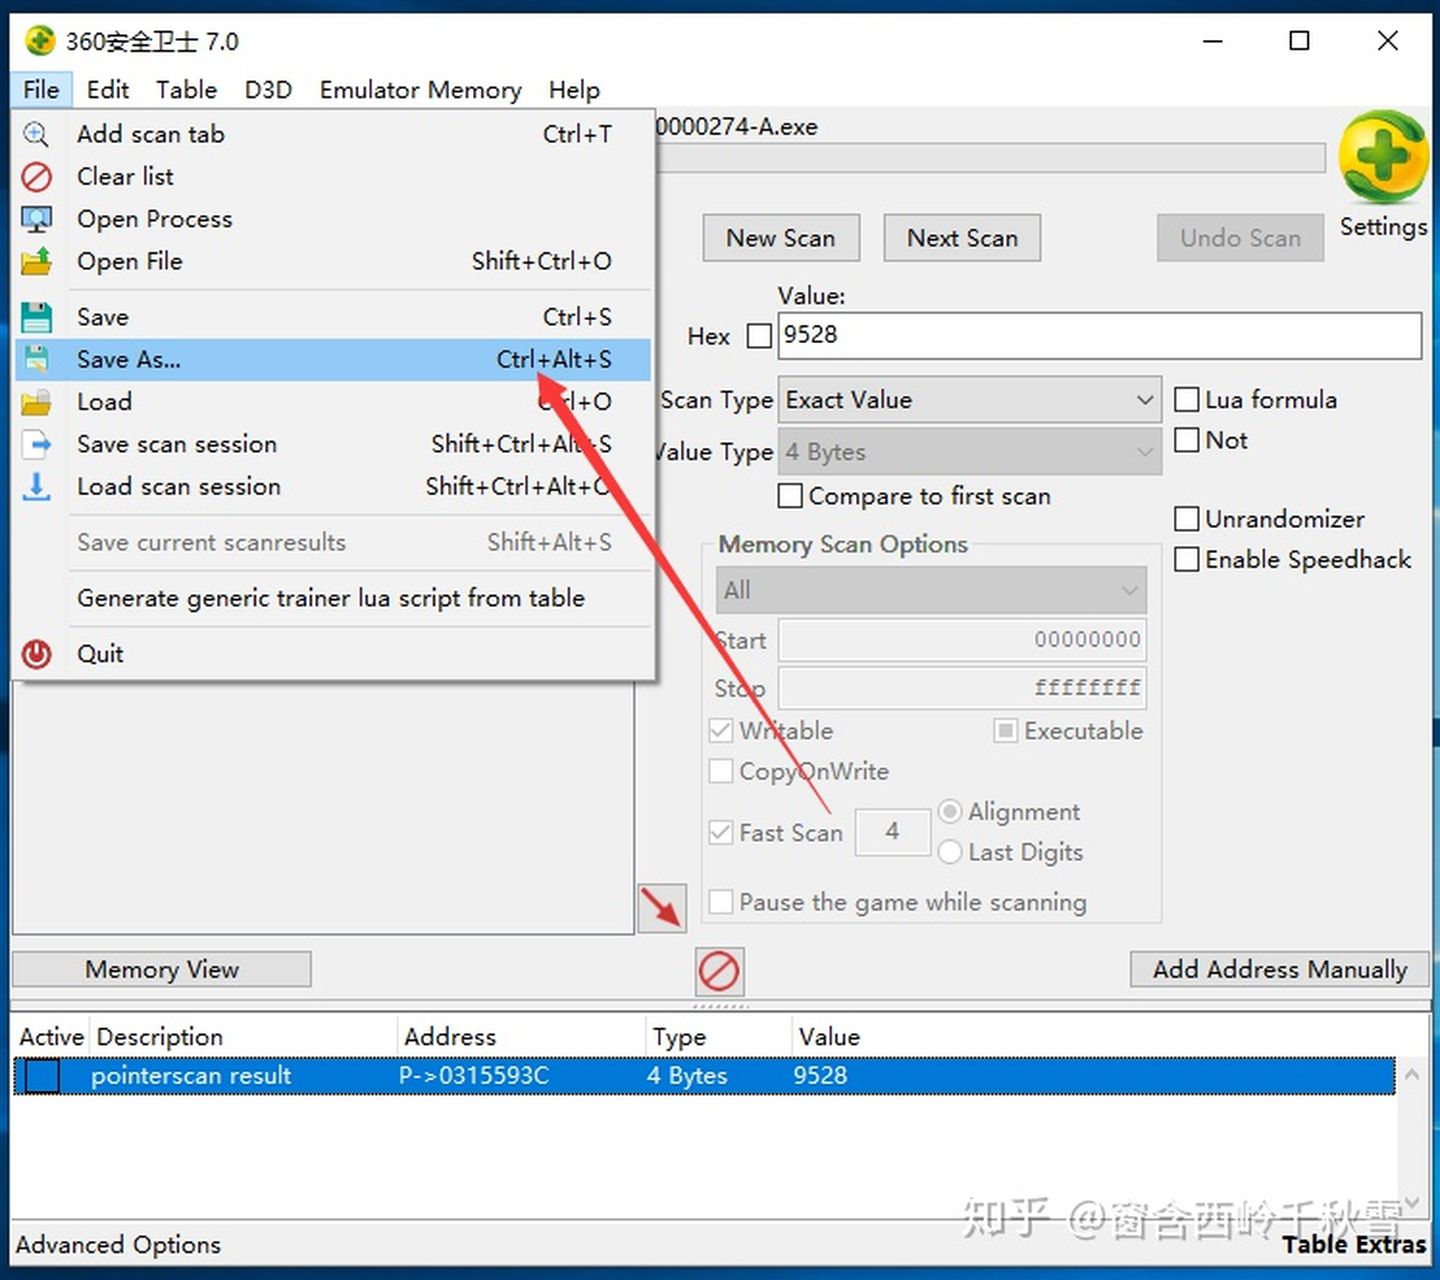 360安全卫士 7.0
File Edit Table D3D Emulator Memory Help
0000274-A.exe
Add scan tab Ctrl+T
Clear list
Open Process
Open File Shift+Ctrl+O
Save Ctrl+S
Save As... Ctrl+Alt+S
Load Ctrl+O
Save scan session Shift+Ctrl+Alt+S
Load scan session Shift+Ctrl+Alt+O
Save current scanresults Shift+Alt+S
Generate generic trainer lua script from table
Quit
Settings
New Scan Next Scan Undo Scan
Value:
Hex 9528
Scan Type Exact Value Lua formula
Value Type 4 Bytes Not
Compare to first scan
Unrandomizer
Enable Speedhack
Memory Scan Options
All
Start 00000000
Stop ffffffff
Writable Executable
CopyOnWrite
Fast Scan 4 Alignment
Last Digits
Pause the game while scanning
Memory View Add Address Manually
Active Description Address Type Value
pointerscan result P->0315593C 4 Bytes 9528
知乎 @窗含西岭千秋雪
Advanced Options Table Extras